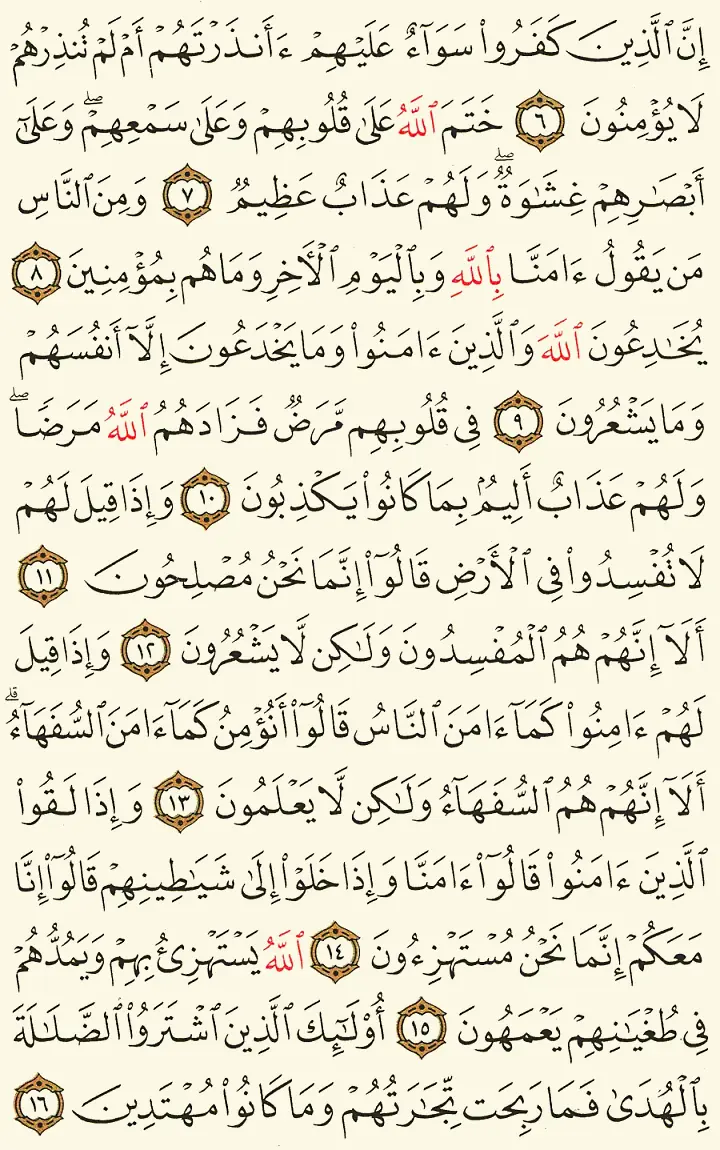 إِنَّ ٱلَّذِينَ كَفَرُوا۟ سَوَآءٌ عَلَيْهِمْ ءَأَنذَرْتَهُمْ أَمْ لَمْ تُنذِرْهُمْ
لَا يُؤْمِنُونَ ٦ خَتَمَ ٱللَّهُ عَلَىٰ قُلُوبِهِمْ وَعَلَىٰ سَمْعِهِمْ ۖ وَعَلَىٰٓ
أَبْصَـٰرِهِمْ غِشَـٰوَةٌ ۖ وَلَهُمْ عَذَابٌ عَظِيمٌ ٧ وَمِنَ ٱلنَّاسِ
مَن يَقُولُ ءَامَنَّا بِٱللَّهِ وَبِٱلْيَوْمِ ٱلْـَٔاخِرِ وَمَا هُم بِمُؤْمِنِينَ ٨
يُخَـٰدِعُونَ ٱللَّهَ وَٱلَّذِينَ ءَامَنُوا۟ وَمَا يَخْدَعُونَ إِلَّآ أَنفُسَهُمْ
وَمَا يَشْعُرُونَ ٩ فِى قُلُوبِهِم مَّرَضٌ فَزَادَهُمُ ٱللَّهُ مَرَضًا ۖ
وَلَهُمْ عَذَابٌ أَلِيمٌۢ بِمَا كَانُوا۟ يَكْذِبُونَ ١٠ وَإِذَا قِيلَ لَهُمْ
لَا تُفْسِدُوا۟ فِى ٱلْأَرْضِ قَالُوٓا۟ إِنَّمَا نَحْنُ مُصْلِحُونَ ١١
أَلَآ إِنَّهُمْ هُمُ ٱلْمُفْسِدُونَ وَلَـٰكِن لَّا يَشْعُرُونَ ١٢ وَإِذَا قِيلَ
لَهُمْ ءَامِنُوا۟ كَمَآ ءَامَنَ ٱلنَّاسُ قَالُوٓا۟ أَنُؤْمِنُ كَمَآ ءَامَنَ ٱلسُّفَهَآءُ ۗ
أَلَآ إِنَّهُمْ هُمُ ٱلسُّفَهَآءُ وَلَـٰكِن لَّا يَعْلَمُونَ ١٣ وَإِذَا لَقُوا۟
ٱلَّذِينَ ءَامَنُوا۟ قَالُوٓا۟ ءَامَنَّا وَإِذَا خَلَوْا۟ إِلَىٰ شَيَـٰطِينِهِمْ قَالُوٓا۟ إِنَّا
مَعَكُمْ إِنَّمَا نَحْنُ مُسْتَهْزِءُونَ ١٤ ٱللَّهُ يَسْتَهْزِئُ بِهِمْ وَيَمُدُّهُمْ
فِى طُغْيَـٰنِهِمْ يَعْمَهُونَ ١٥ أُو۟لَـٰٓئِكَ ٱلَّذِينَ ٱشْتَرَوُا۟ ٱلضَّلَـٰلَةَ
بِٱلْهُدَىٰ فَمَا رَبِحَت تِّجَـٰرَتُهُمْ وَمَا كَانُوا۟ مُهْتَدِينَ ١٦